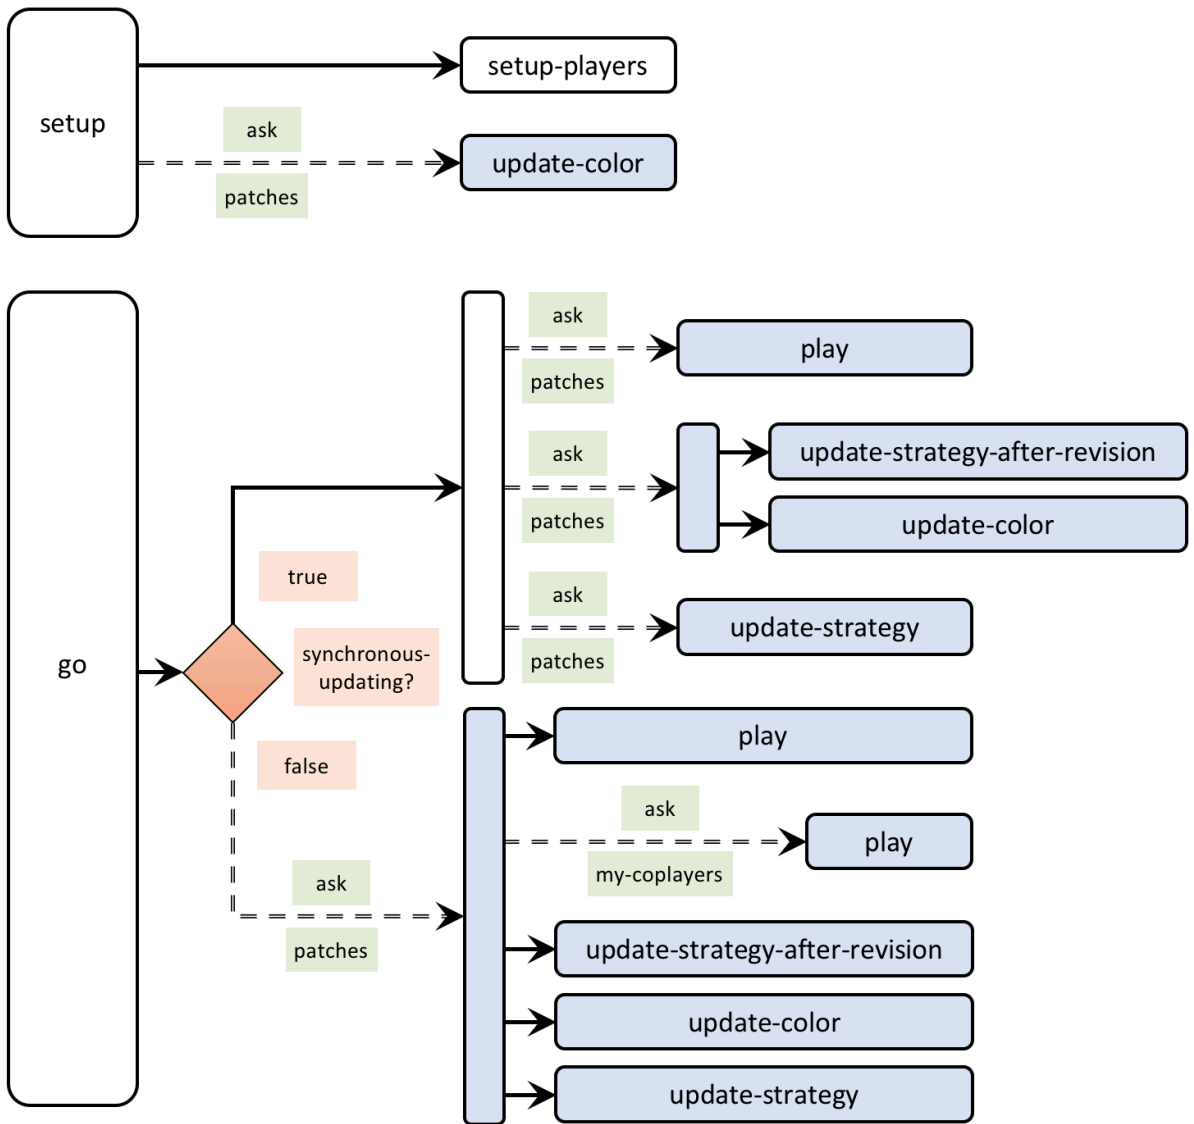 setup
setup-players
ask
patches
update-color
go
true
synchronous-
updating?
false
ask
patches
play
ask
patches
update-strategy-after-revision
update-color
ask
patches
update-strategy
ask
patches
play
ask
my-coplayers
play
update-strategy-after-revision
update-color
update-strategy